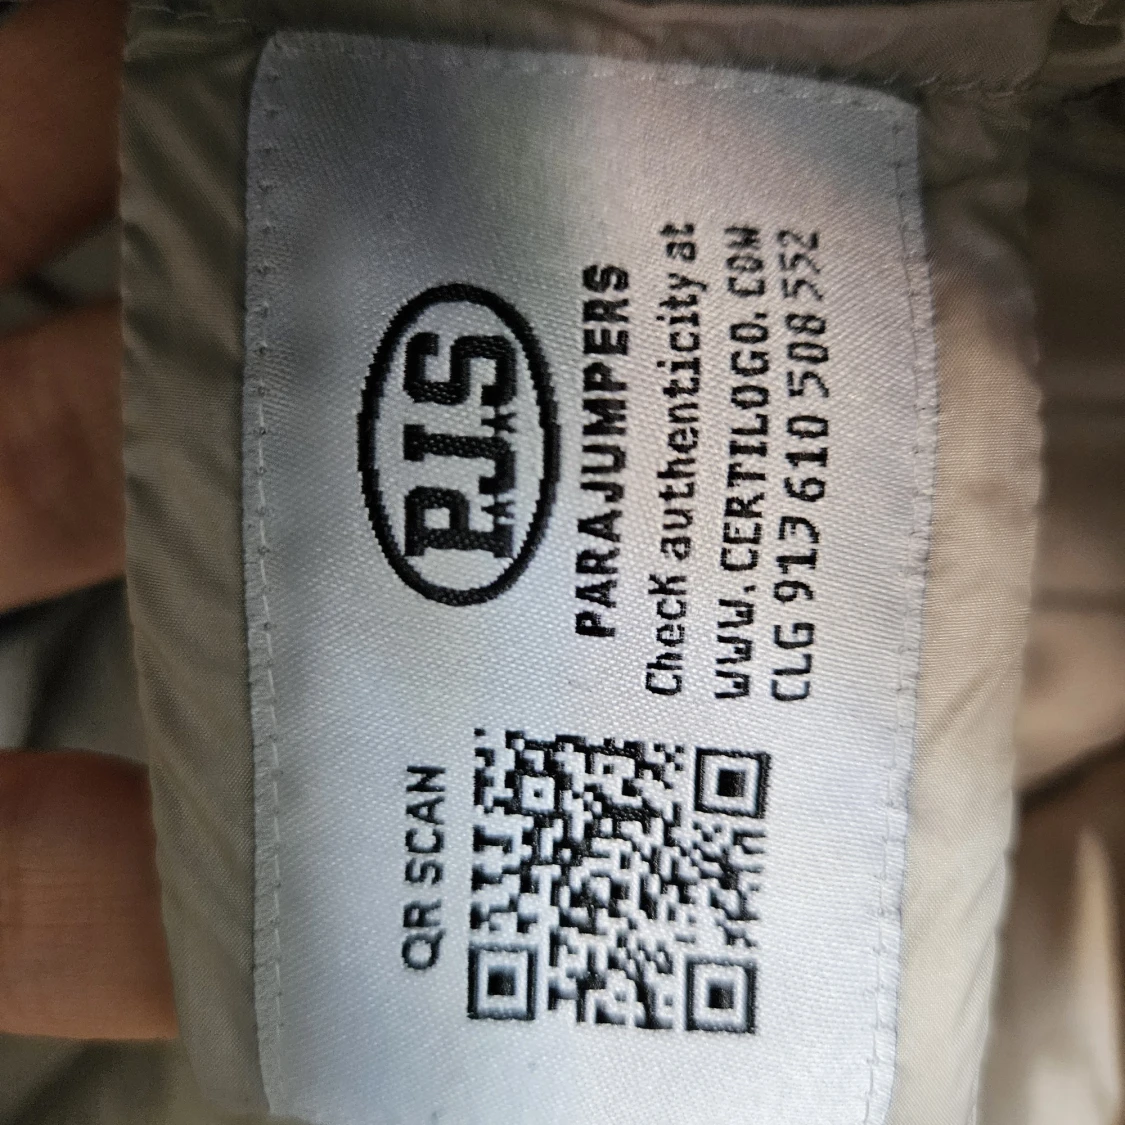 QR SCAN
PJS
PARAJUMPERS
Check authenticity at
WWW.CERTILOGO.COM
CLG 913 610 508 552